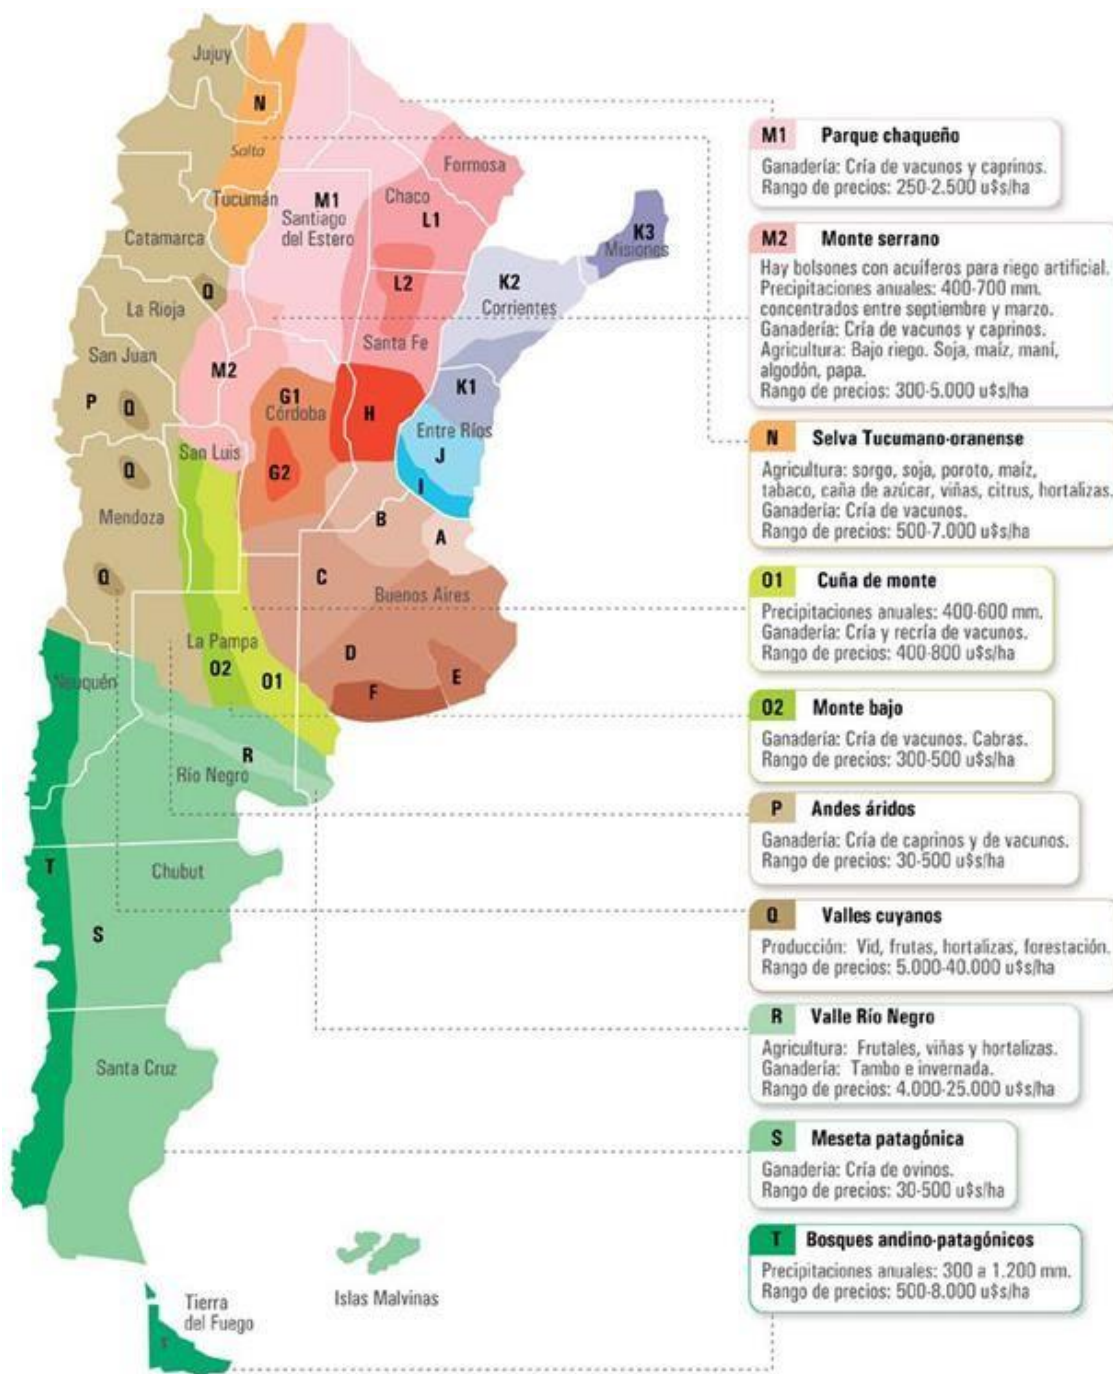 Jujuy
N
Salta
Tucumán
Catamarca
M1
Santiago
del Estero
Formosa
Chaco
L1
L2
Santa Fe
K3
Misiones
K2
Corrientes
K1
Q
La Rioja
San Juan
P
Q
M2
G1
Córdoba
G2
H
Entre Ríos
J
I
San Luis
Q
Mendoza
Q
B
A
C
Buenos Aires
D
E
F
La Pampa
O2
O1
Neuquén
R
Río Negro
T
Chubut
S
Santa Cruz
Tierra
del Fuego
Islas Malvinas
M1 Parque chaqueño
Ganadería: Cría de vacunos y caprinos.
Rango de precios: 250-2.500 u$s/ha
M2 Monte serrano
Hay bolsones con acuíferos para riego artificial.
Precipitaciones anuales: 400-700 mm.
concentrados entre septiembre y marzo.
Ganadería: Cría de vacunos y caprinos.
Agricultura: Bajo riego. Soja, maíz, maní,
algodón, papa.
Rango de precios: 300-5.000 u$s/ha
N Selva Tucumano-oranense
Agricultura: sorgo, soja, poroto, maíz,
tabaco, caña de azúcar, viñas, citrus, hortalizas.
Ganadería: Cría de vacunos.
Rango de precios: 500-7.000 u$s/ha
O1 Cuña de monte
Precipitaciones anuales: 400-600 mm.
Ganadería: Cría y recría de vacunos.
Rango de precios: 400-800 u$s/ha
O2 Monte bajo
Ganadería: Cría de vacunos. Cabras.
Rango de precios: 300-500 u$s/ha
P Andes áridos
Ganadería: Cría de caprinos y de vacunos.
Rango de precios: 30-500 u$s/ha
Q Valles cuyanos
Producción: Vid, frutas, hortalizas, forestación.
Rango de precios: 5.000-40.000 u$s/ha
R Valle Río Negro
Agricultura: Frutales, viñas y hortalizas.
Ganadería: Tambo e invernada.
Rango de precios: 4.000-25.000 u$s/ha
S Meseta patagónica
Ganadería: Cría de ovinos.
Rango de precios: 30-500 u$s/ha
T Bosques andino-patagónicos
Precipitaciones anuales: 300 a 1.200 mm.
Rango de precios: 500-8.000 u$s/ha